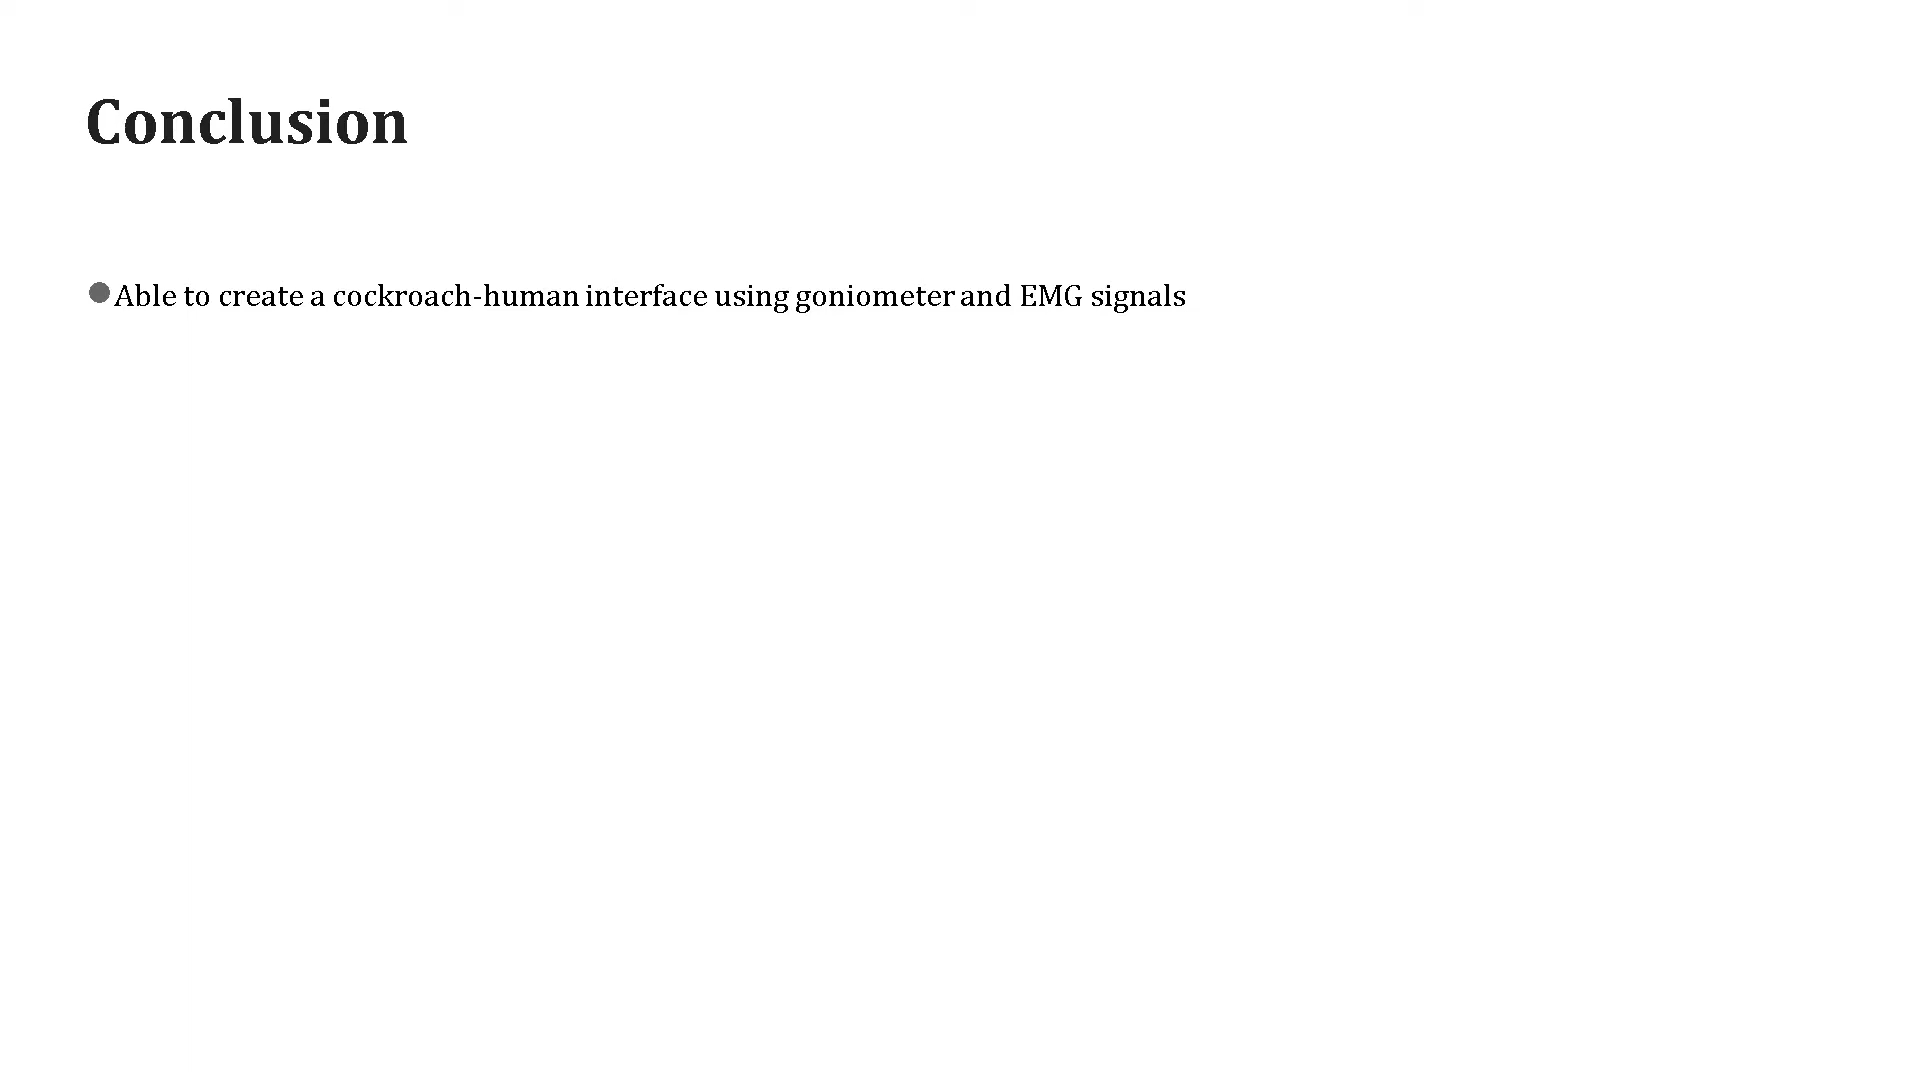 Conclusion
●Able to create a cockroach-human interface using goniometer and EMG signals